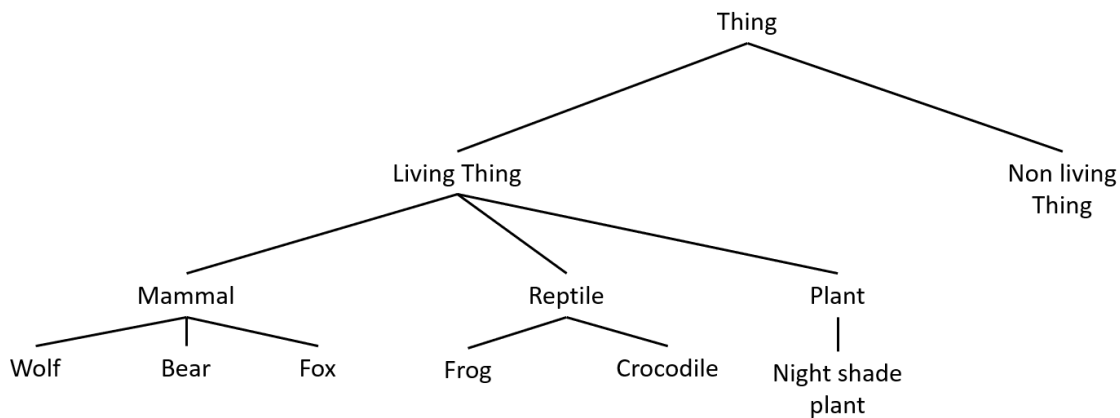 Thing
Living Thing
Non living
Thing
Mammal
Reptile
Plant
Wolf
Bear
Fox
Frog
Crocodile
Night shade
plant